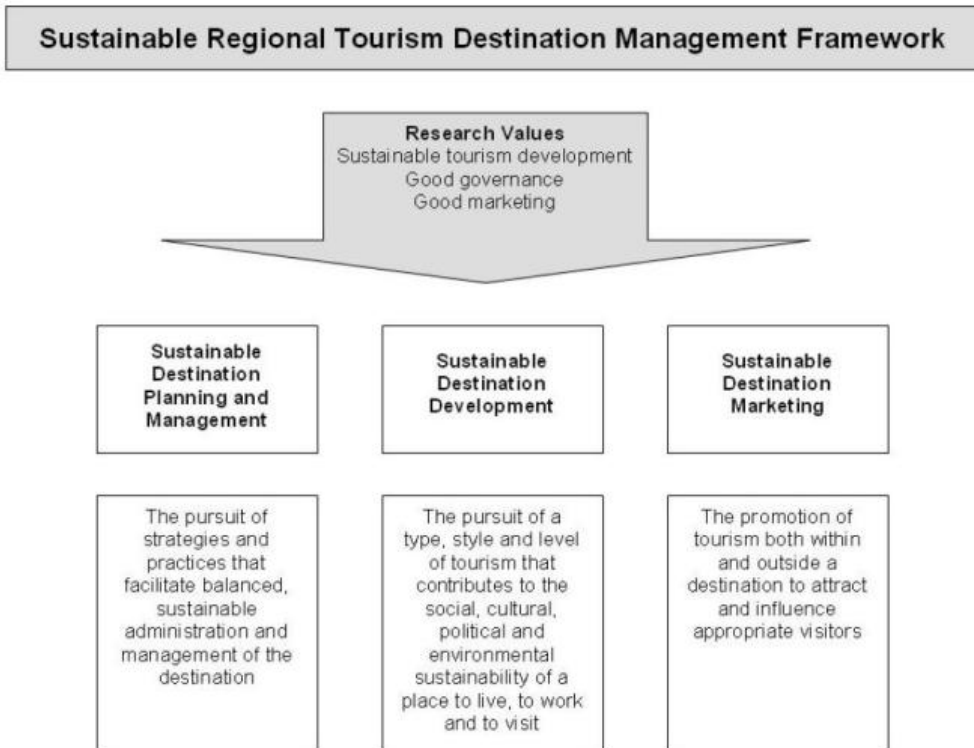 Sustainable Regional Tourism Destination Management Framework
Research Values
Sustainable tourism development
Good governance
Good marketing
Sustainable
Destination
Planning and
Management
Sustainable
Destination
Development
Sustainable
Destination
Marketing
The pursuit of
strategies and
practices that
facilitate balanced,
sustainable
administration and
management of the
destination
The pursuit of a
type, style and level
of tourism that
contributes to the
social, cultural,
political and
environmental
sustainability of a
place to live, to work
and to visit
The promotion of
tourism both within
and outside a
destination to attract
and influence
appropriate visitors